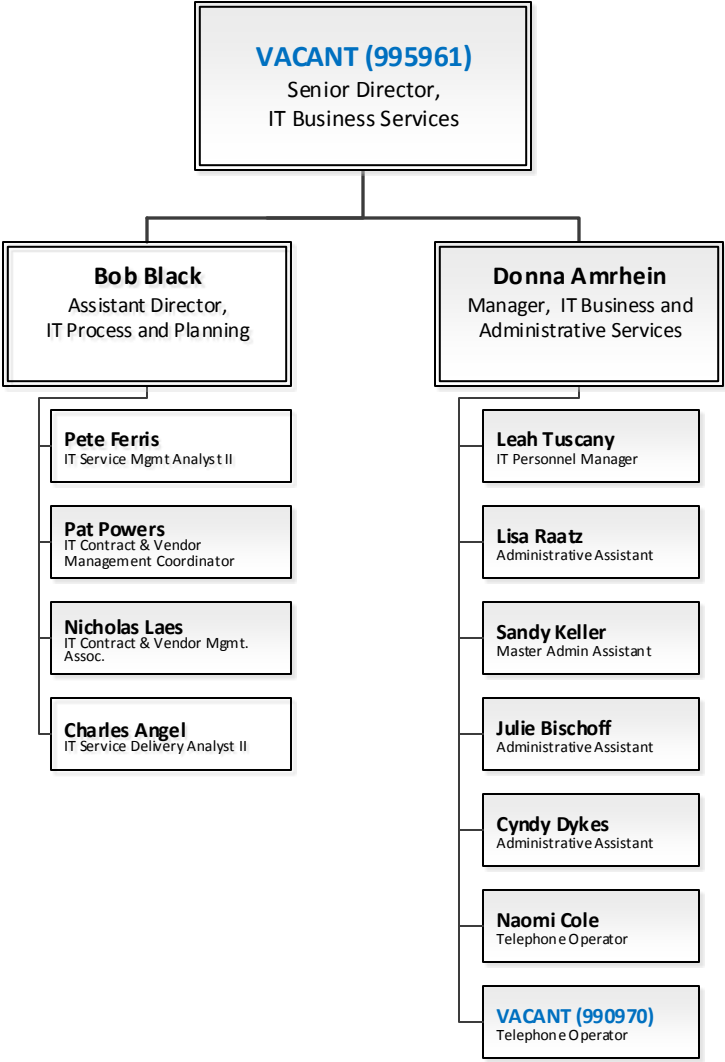 VACANT (995961)
Senior Director,
IT Business Services
Bob Black
Assistant Director,
IT Process and Planning
Pete Ferris
IT Service Mgmt Analyst II
Pat Powers
IT Contract & Vendor
Management Coordinator
Nicholas Laes
IT Contract & Vendor Mgmt.
Assoc.
Charles Angel
IT Service Delivery Analyst II
Donna Amrhein
Manager, IT Business and
Administrative Services
Leah Tuscany
IT Personnel Manager
Lisa Raatz
Administrative Assistant
Sandy Keller
Master Admin Assistant
Julie Bischoff
Administrative Assistant
Cyndy Dykes
Administrative Assistant
Naomi Cole
Telephone Operator
VACANT (990970)
Telephone Operator